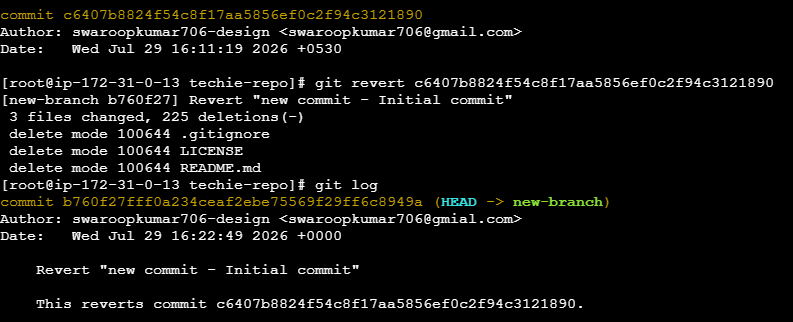 commit c6407b8824f54c8f17aa5856ef0c2f94c3121890
Author: swaroopkumar706-design <swaroopkumar706@gmail.com>
Date:   Wed Jul 29 16:11:19 2026 +0530
[root@ip-172-31-0-13 techie-repo]# git revert c6407b8824f54c8f17aa5856ef0c2f94c3121890
[new-branch b760f27] Revert "new commit - Initial commit"
 3 files changed, 225 deletions(-)
 delete mode 100644 .gitignore
 delete mode 100644 LICENSE
 delete mode 100644 README.md
[root@ip-172-31-0-13 techie-repo]# git log
commit b760f27fff0a234ceaf2ebe75569f29ff6c8949a (HEAD -> new-branch)
Author: swaroopkumar706-design <swaroopkumar706@gmial.com>
Date:   Wed Jul 29 16:22:49 2026 +0000
    Revert "new commit - Initial commit"
    This reverts commit c6407b8824f54c8f17aa5856ef0c2f94c3121890.